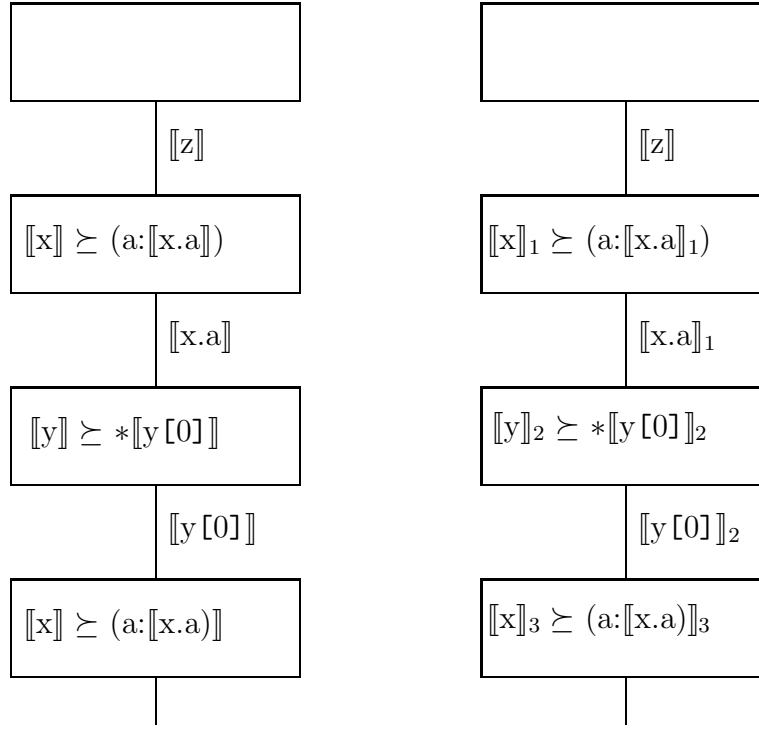 ⟦z⟧
⟦x⟧ ⪰ (a:⟦x.a⟧)
⟦x.a⟧
⟦y⟧ ⪰ ∗⟦y[0]⟧
⟦y[0]⟧
⟦x⟧ ⪰ (a:⟦x.a)⟧
⟦z⟧
⟦x⟧₁ ⪰ (a:⟦x.a⟧₁)
⟦x.a⟧₁
⟦y⟧₂ ⪰ ∗⟦y[0]⟧₂
⟦y[0]⟧₂
⟦x⟧₃ ⪰ (a:⟦x.a)⟧₃